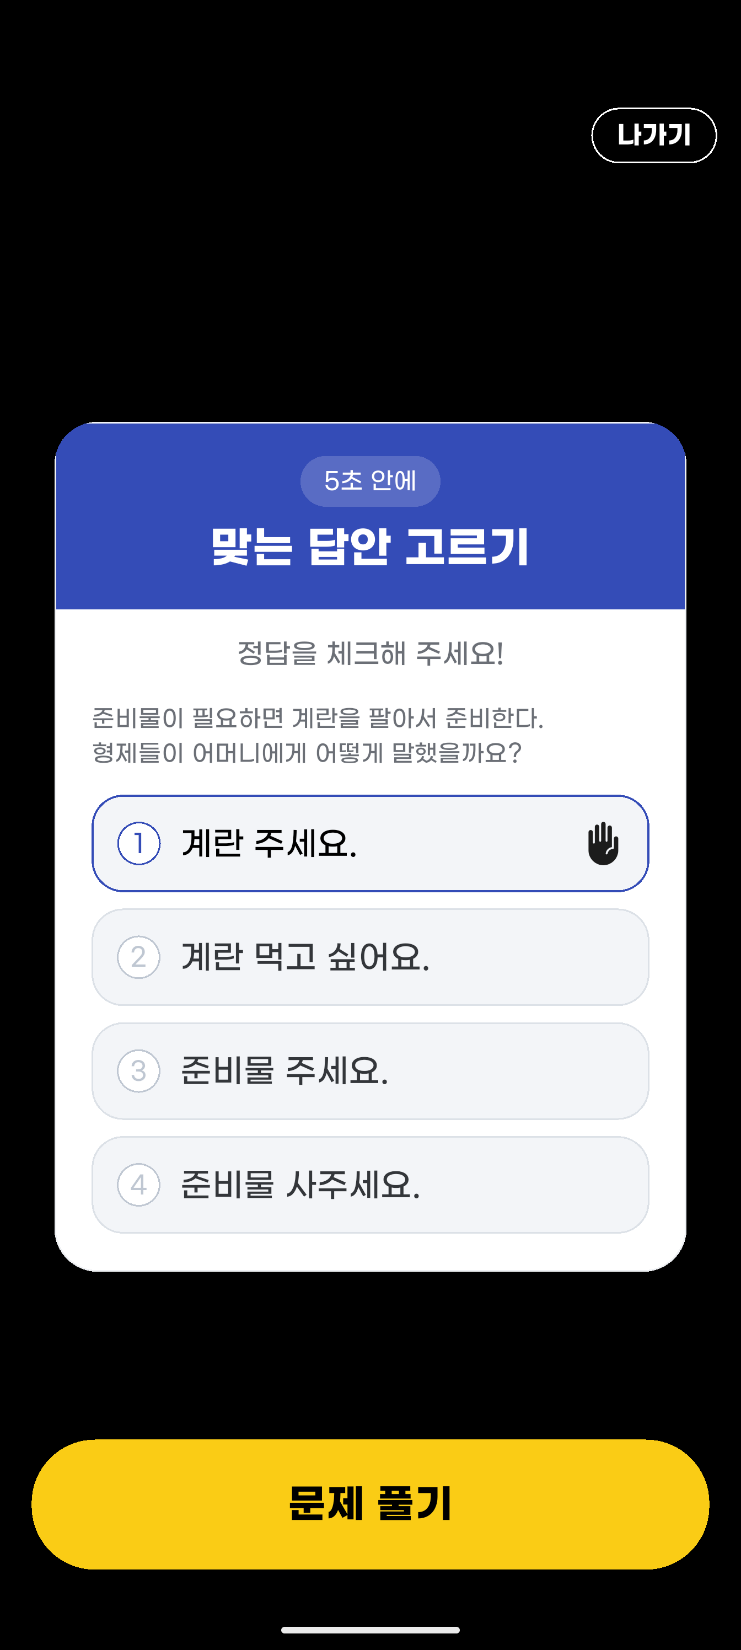 나가기
5초 안에
맞는 답안 고르기
정답을 체크해 주세요!
준비물이 필요하면 계란을 팔아서 준비한다.
형제들이 어머니에게 어떻게 말했을까요?
1 계란 주세요.
2 계란 먹고 싶어요.
3 준비물 주세요.
4 준비물 사주세요.
문제 풀기